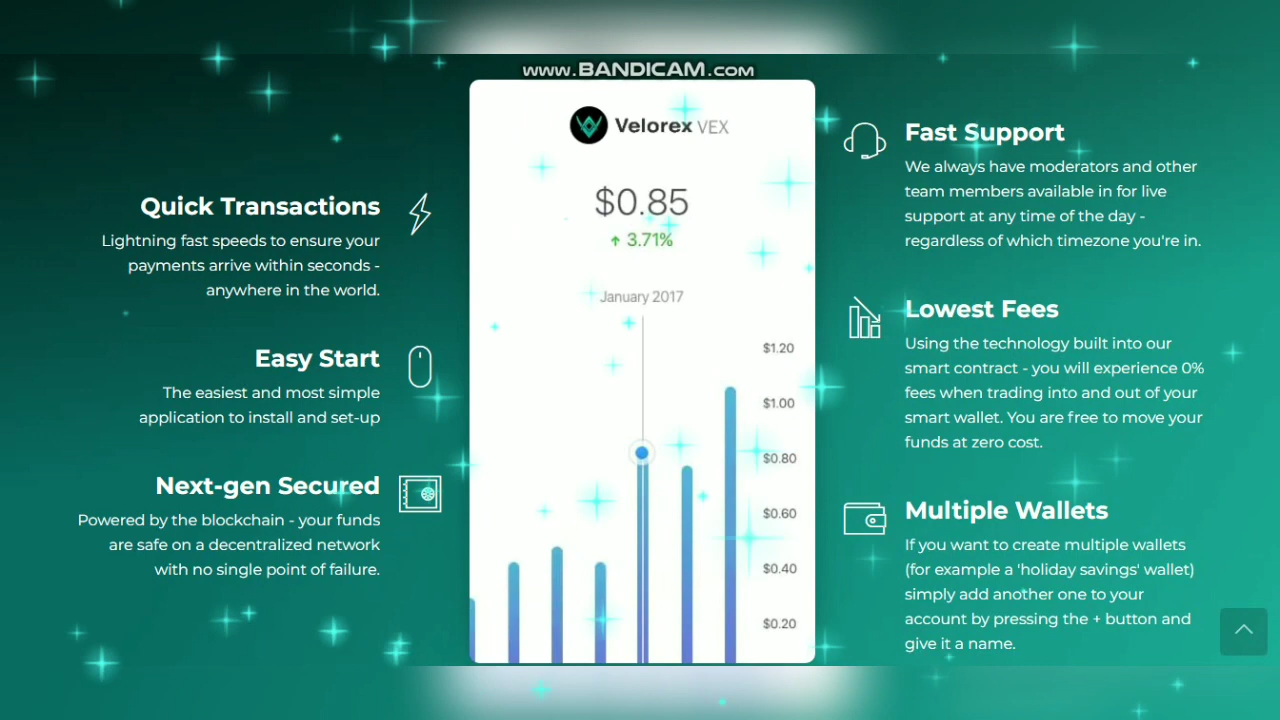 www.BANDICAM.com
Quick Transactions
Lightning fast speeds to ensure your
payments arrive within seconds -
anywhere in the world.
Easy Start
The easiest and most simple
application to install and set-up
Next-gen Secured
Powered by the blockchain - your funds
are safe on a decentralized network
with no single point of failure.
Velorex VEX
$0.85
↑ 3.71%
January 2017
$1.20
$1.00
$0.80
$0.60
$0.40
$0.20
Fast Support
We always have moderators and other
team members available in for live
support at any time of the day -
regardless of which timezone you're in.
Lowest Fees
Using the technology built into our
smart contract - you will experience 0%
fees when trading into and out of your
smart wallet. You are free to move your
funds at zero cost.
Multiple Wallets
If you want to create multiple wallets
(for example a 'holiday savings' wallet)
simply add another one to your
account by pressing the + button and
give it a name.